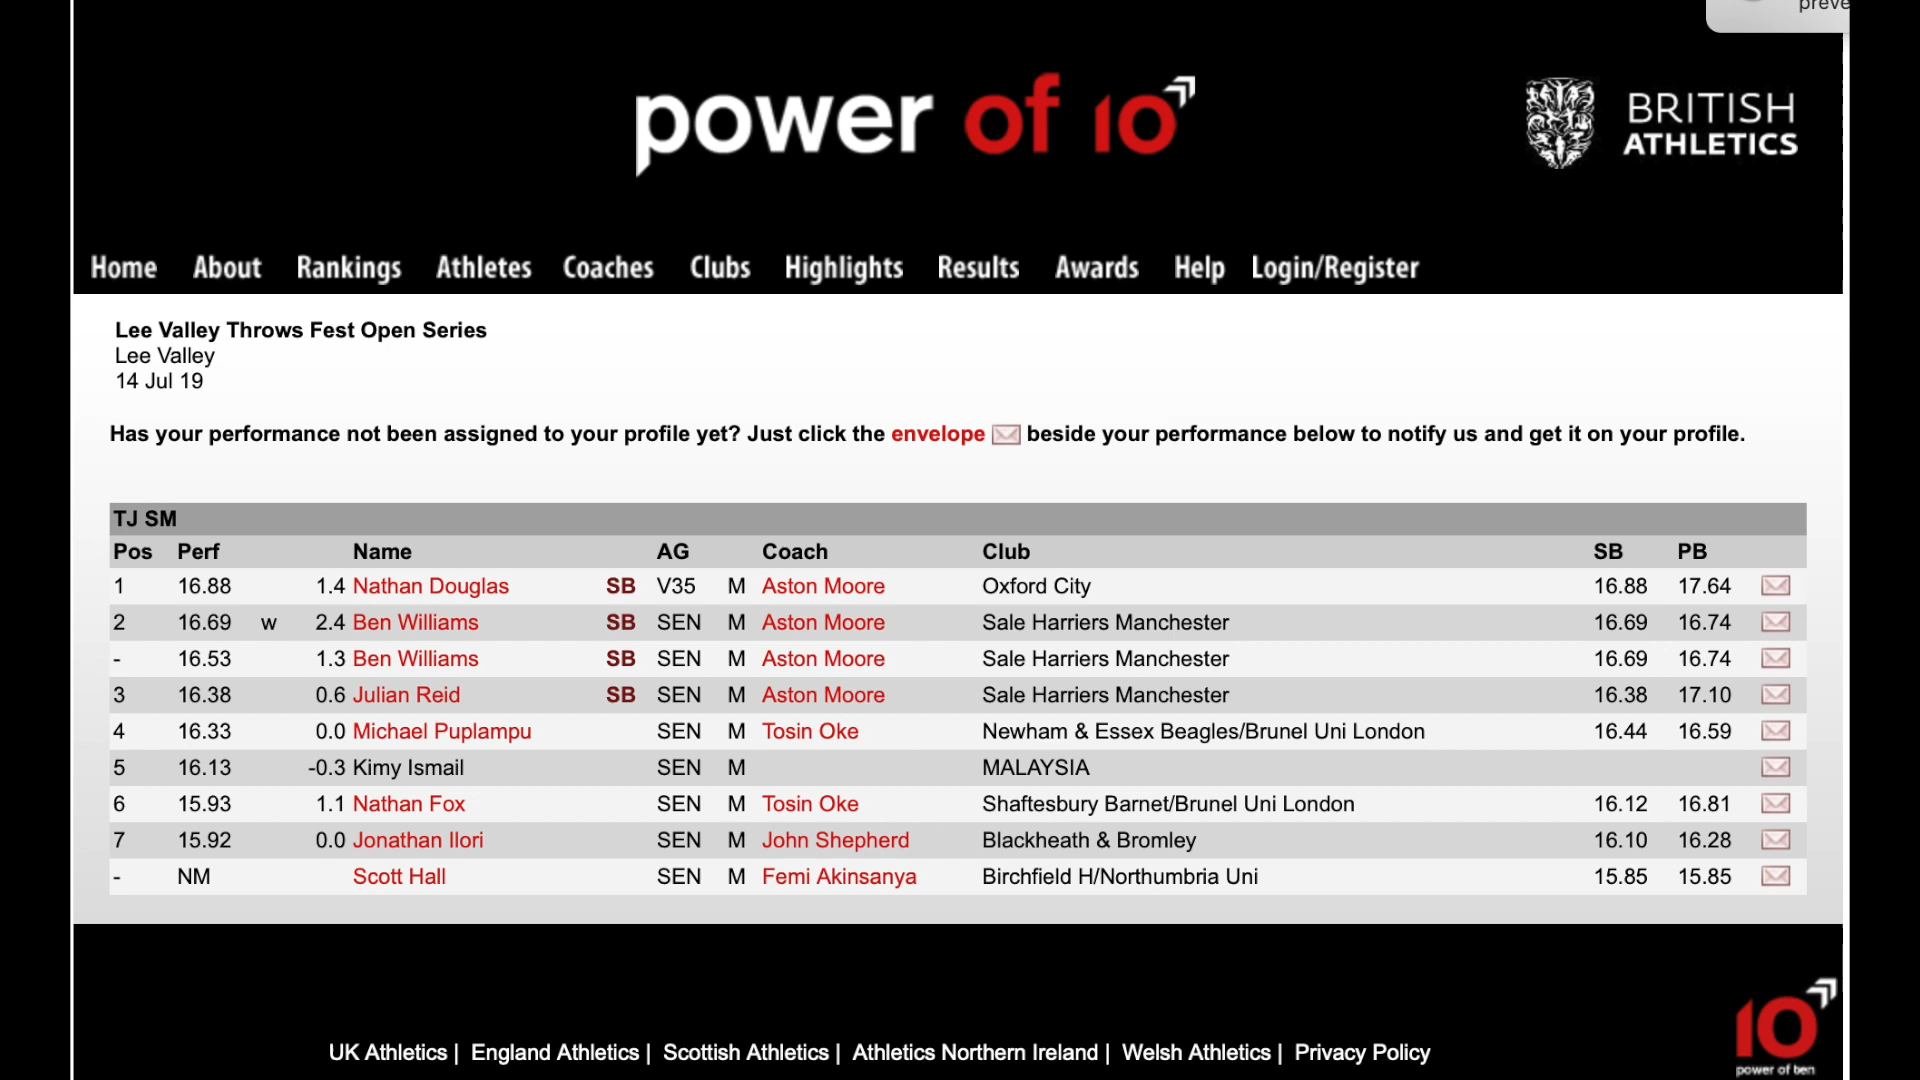 preve
power of 10
BRITISH
ATHLETICS
Home About Rankings Athletes Coaches Clubs Highlights Results Awards Help Login/Register
Lee Valley Throws Fest Open Series
Lee Valley
14 Jul 19
Has your performance not been assigned to your profile yet? Just click the envelope beside your performance below to notify us and get it on your profile.
TJ SM
Pos Perf Name AG Coach Club SB PB
1 16.88 1.4 Nathan Douglas SB V35 M Aston Moore Oxford City 16.88 17.64
2 16.69 w 2.4 Ben Williams SB SEN M Aston Moore Sale Harriers Manchester 16.69 16.74
- 16.53 1.3 Ben Williams SB SEN M Aston Moore Sale Harriers Manchester 16.69 16.74
3 16.38 0.6 Julian Reid SB SEN M Aston Moore Sale Harriers Manchester 16.38 17.10
4 16.33 0.0 Michael Puplampu SEN M Tosin Oke Newham & Essex Beagles/Brunel Uni London 16.44 16.59
5 16.13 -0.3 Kimy Ismail SEN M MALAYSIA
6 15.93 1.1 Nathan Fox SEN M Tosin Oke Shaftesbury Barnet/Brunel Uni London 16.12 16.81
7 15.92 0.0 Jonathan Ilori SEN M John Shepherd Blackheath & Bromley 16.10 16.28
- NM Scott Hall SEN M Femi Akinsanya Birchfield H/Northumbria Uni 15.85 15.85
10
power of ben
UK Athletics | England Athletics | Scottish Athletics | Athletics Northern Ireland | Welsh Athletics | Privacy Policy